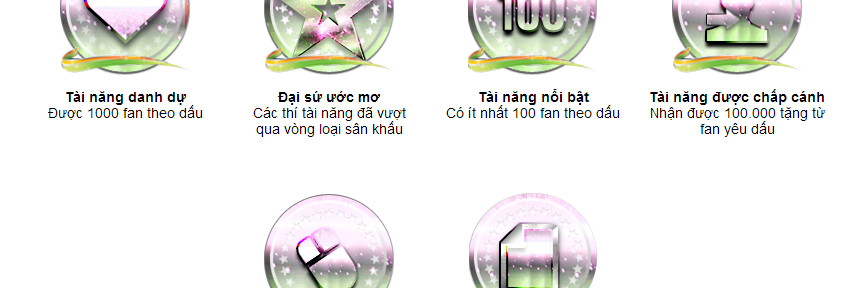 100
Tài năng danh dự
Được 1000 fan theo dấu
Đại sứ ước mơ
Các thí tài năng đã vượt
qua vòng loại sân khấu
Tài năng nổi bật
Có ít nhất 100 fan theo dấu
Tài năng được chấp cánh
Nhận được 100.000 tặng từ
fan yêu dấu